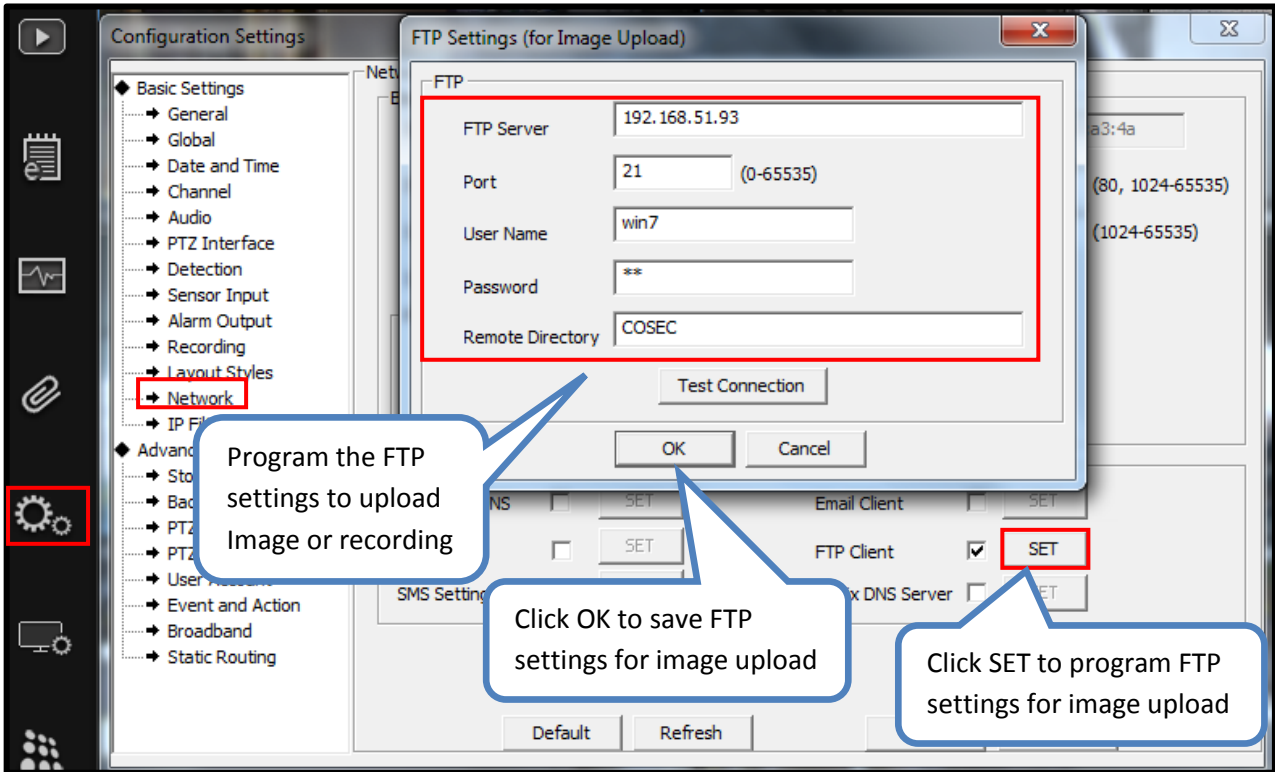 Configuration Settings
Basic Settings
General
Global
Date and Time
Channel
Audio
PTZ Interface
Detection
Sensor Input
Alarm Output
Recording
Layout Styles
Network
IP
User
Event and Action
Broadband
Static Routing
FTP Settings (for Image Upload)
FTP
FTP Server 192.168.51.93
Port 21 (0-65535)
User Name win7
Password **
Remote Directory COSEC
Test Connection
OK Cancel
a3:4a
(80, 1024-65535)
(1024-65535)
SET Email Client SET
SET FTP Client SET
SMS DNS Server
Default Refresh
Program the FTP
settings to upload
Image or recording
Click OK to save FTP
settings for image upload
Click SET to program FTP
settings for image upload